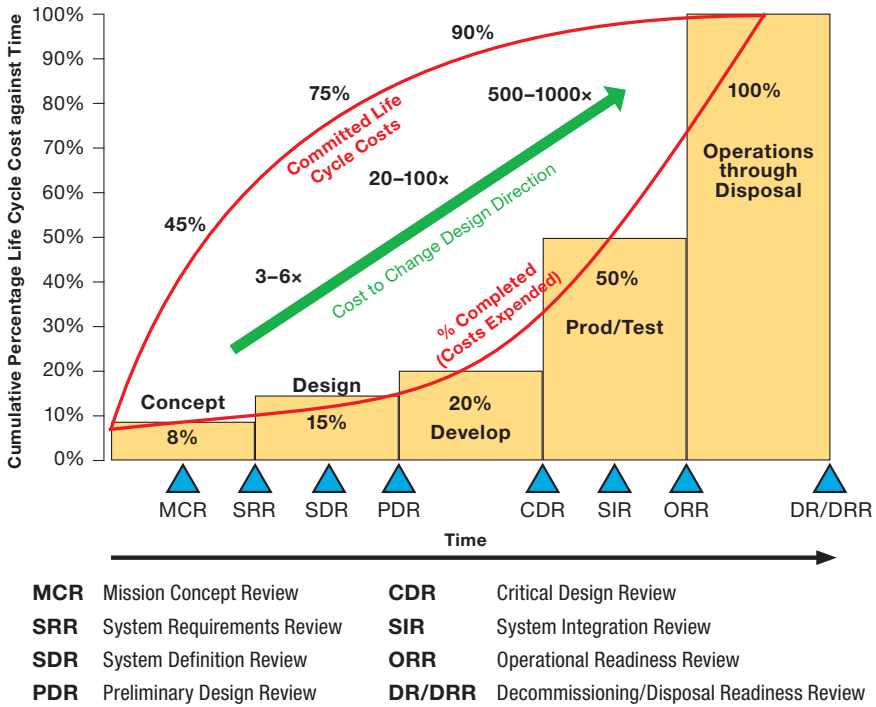 Cumulative Percentage Life Cycle Cost against Time
100%
90%
80%
70%
60%
50%
40%
30%
20%
10%
0%
45%
75%
90%
Committed Life
Cycle Costs
3–6×
20–100×
500–1000×
Cost to Change Design Direction
% Completed
(Costs Expended)
Concept
8%
Design
15%
20%
Develop
50%
Prod/Test
100%
Operations
through
Disposal
MCR SRR SDR PDR CDR SIR ORR DR/DRR
Time
MCR Mission Concept Review
SRR System Requirements Review
SDR System Definition Review
PDR Preliminary Design Review
CDR Critical Design Review
SIR System Integration Review
ORR Operational Readiness Review
DR/DRR Decommissioning/Disposal Readiness Review